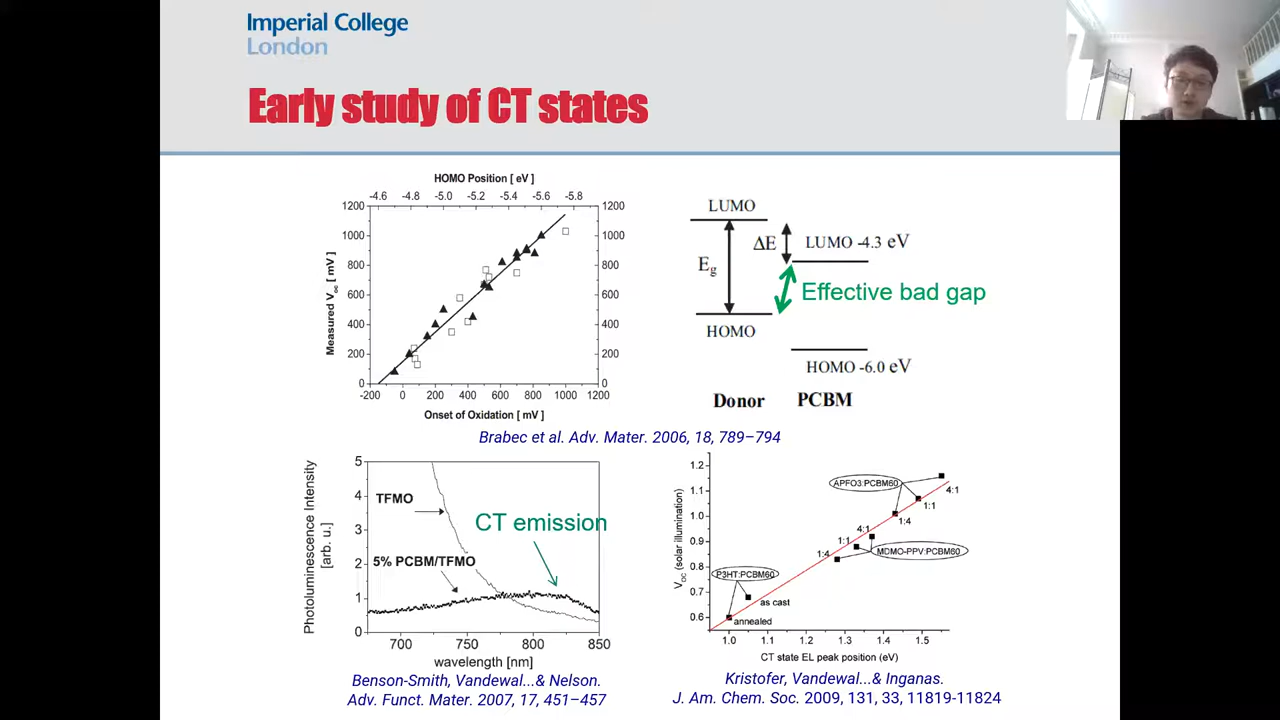 Imperial College
London
Early study of CT states
HOMO Position [ eV ]
-4.6 -4.8 -5.0 -5.2 -5.4 -5.6 -5.8
1200 1200
1000 1000
800 800
600 600
400 400
200 200
0 0
-200 0 200 400 600 800 1000 1200
Measured Voc [ mV ]
Onset of Oxidation [ mV ]
LUMO
ΔE
LUMO -4.3 eV
Eg
Effective bad gap
HOMO
HOMO -6.0 eV
Donor PCBM
Brabec et al. Adv. Mater. 2006, 18, 789–794
Photoluminescence Intensity
[arb. u.]
5
4
3
2
1
0
TFMO
CT emission
5% PCBM/TFMO
700 750 800 850
wavelength [nm]
Benson-Smith, Vandewal...& Nelson.
Adv. Funct. Mater. 2007, 17, 451–457
VOC (solar illumination)
1.2
1.1
1.0
0.9
0.8
0.7
0.6
APFO3:PCBM60
4:1
1:1
1:4
4:1
1:1
1:4
MDMO-PPV:PCBM60
P3HT:PCBM60
as cast
annealed
1.0 1.1 1.2 1.3 1.4 1.5
CT state EL peak position (eV)
Kristofer, Vandewal...& Inganas.
J. Am. Chem. Soc. 2009, 131, 33, 11819-11824